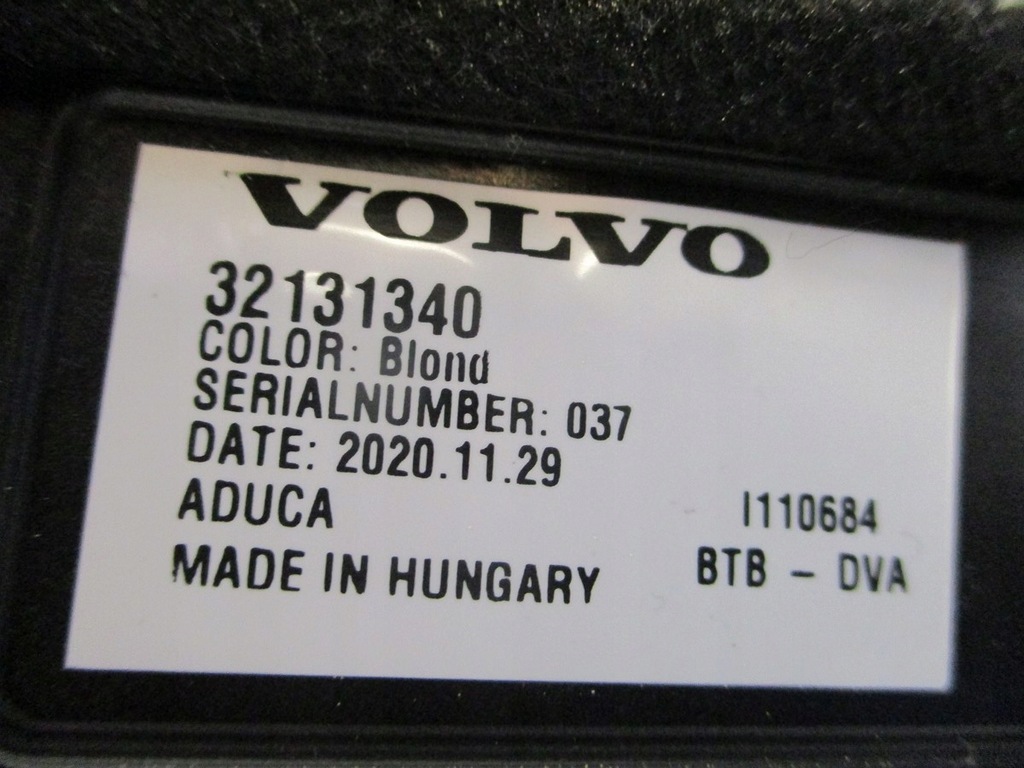 VOLVO
32131340
COLOR: Blond
SERIALNUMBER: 037
DATE: 2020.11.29
ADUCA I110684
MADE IN HUNGARY BTB - DVA